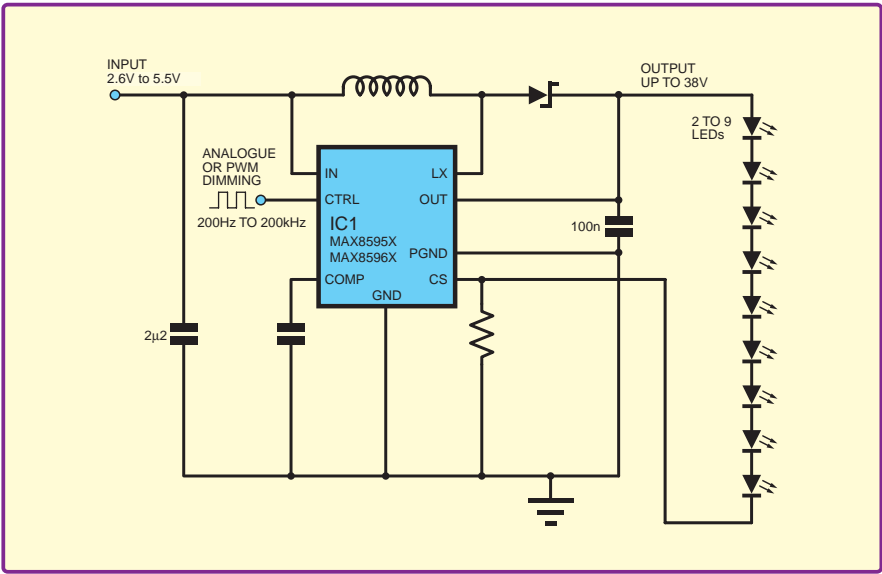 INPUT
2.6V to 5.5V
OUTPUT
UP TO 38V
2 TO 9
LEDs
ANALOGUE
OR PWM
DIMMING
200Hz TO 200kHz
IN
LX
CTRL
OUT
IC1
MAX8595X
MAX8596X
PGND
COMP
CS
GND
100n
2µ2